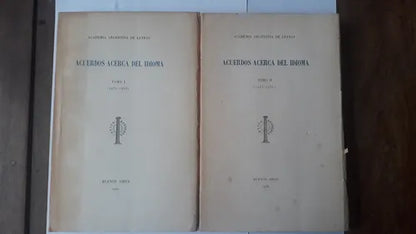 ACADEMIA ARGENTINA DE LETRAS
ACUERDOS ACERCA DEL IDIOMA
TOMO I
BUENOS AIRES
ACADEMIA ARGENTINA DE LETRAS
ACUERDOS ACERCA DEL IDIOMA
TOMO II
BUENOS AIRES